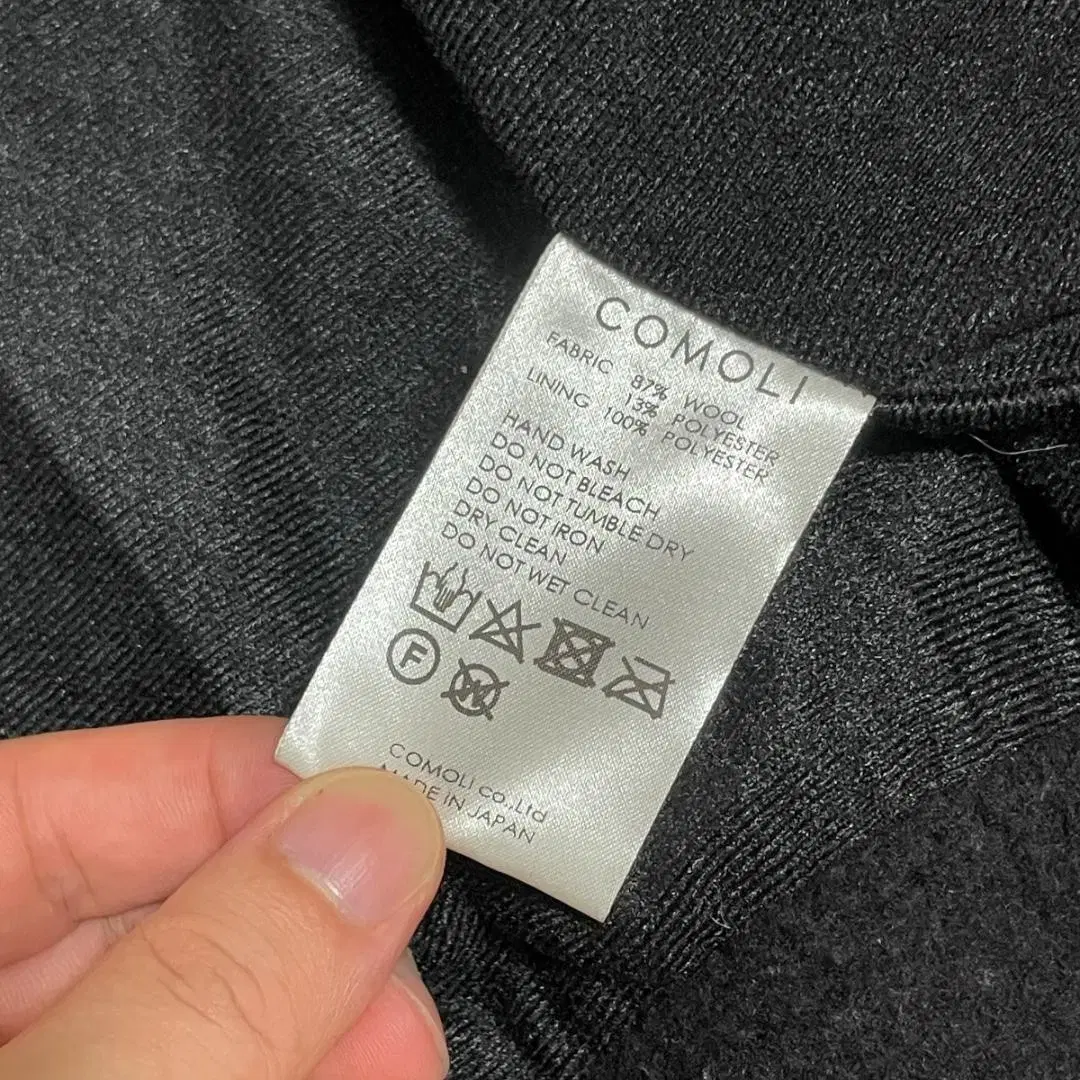 COMOLI
FABRIC 87% WOOL
13% POLYESTER
LINING 100% POLYESTER
HAND WASH
DO NOT BLEACH
DO NOT TUMBLE DRY
DO NOT IRON
DRY CLEAN
DO NOT WET CLEAN
F W
COMOLI co.,Ltd
MADE IN JAPAN